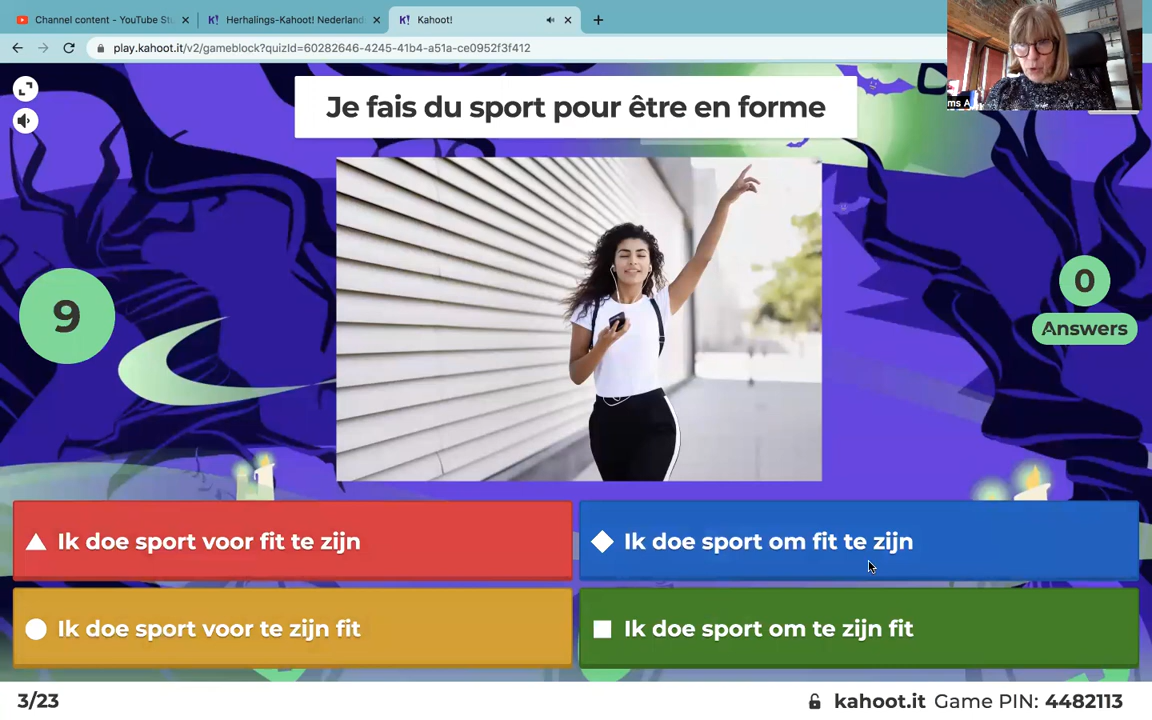 Channel content - YouTube St
Herhalings-Kahoot! Nederland
Kahoot!
play.kahoot.it/v2/gameblock?quizId=60282646-4245-41b4-a51a-ce0952f3f412
ms A
Je fais du sport pour être en forme
9
0
Answers
Ik doe sport voor fit te zijn
Ik doe sport om fit te zijn
Ik doe sport voor te zijn fit
Ik doe sport om te zijn fit
3/23
kahoot.it Game PIN: 4482113